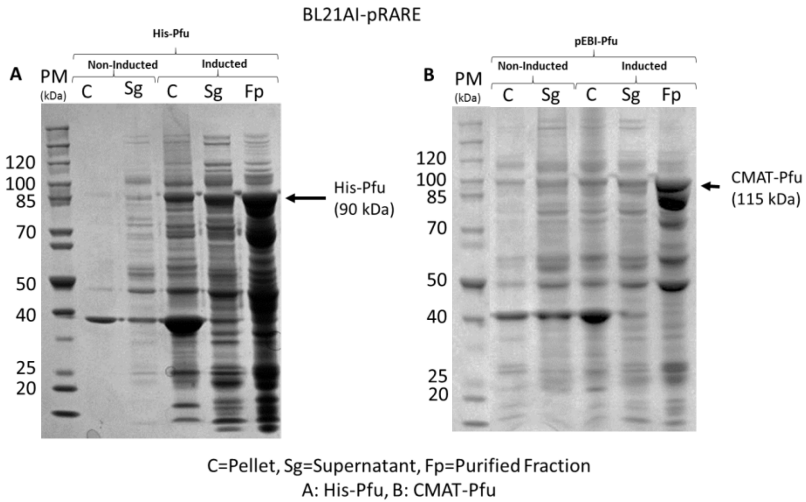 BL21AI-pRARE
His-Pfu
Non-Inducted
Inducted
A
PM
(kDa)
C
Sg
C
Sg
Fp
120
100
85
70
50
40
25
20
His-Pfu
(90 kDa)
pEBI-Pfu
Non-Inducted
Inducted
B
PM
(kDa)
C
Sg
C
Sg
Fp
120
100
85
70
50
40
25
20
CMAT-Pfu
(115 kDa)
C=Pellet, Sg=Supernatant, Fp=Purified Fraction
A: His-Pfu, B: CMAT-Pfu